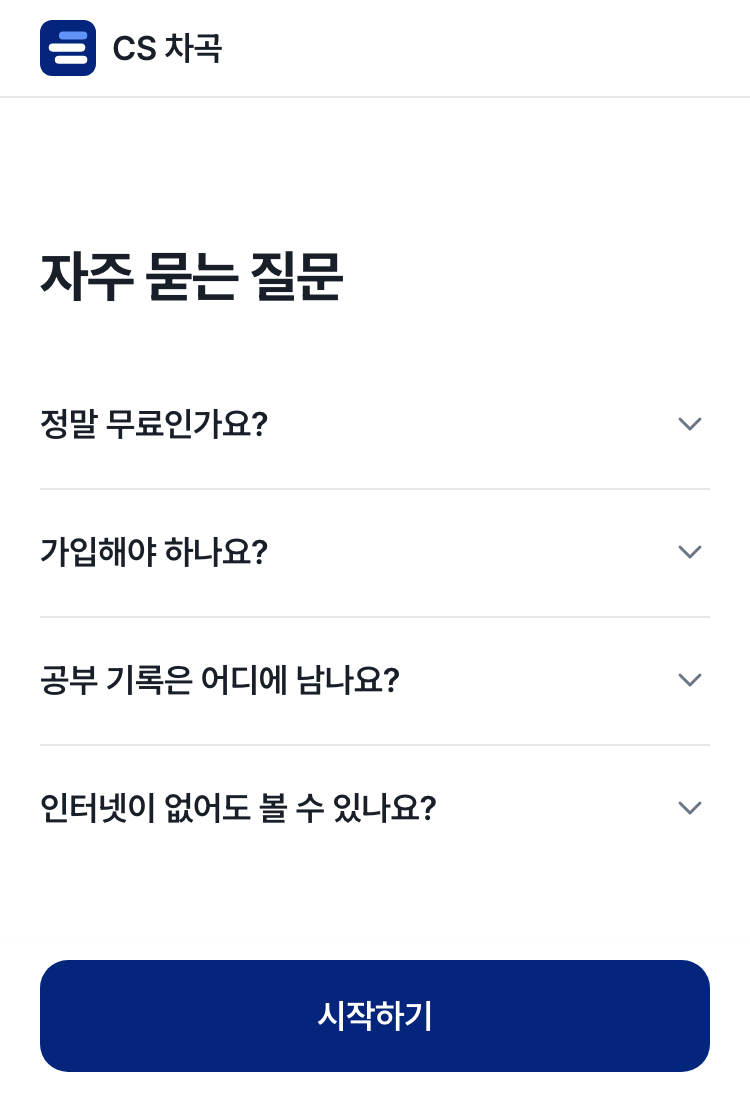 CS 차곡
자주 묻는 질문
정말 무료인가요?
가입해야 하나요?
공부 기록은 어디에 남나요?
인터넷이 없어도 볼 수 있나요?
시작하기